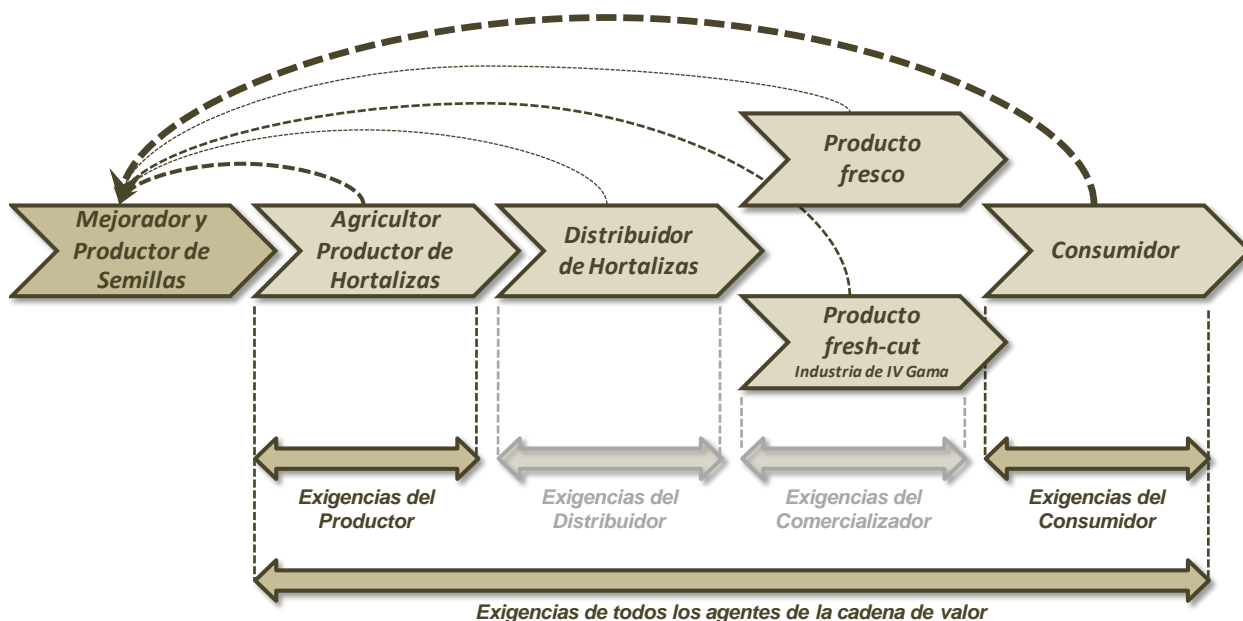 Producto
fresco
Mejorador y
Productor de
Semillas
Agricultor
Productor de
Hortalizas
Distribuidor
de Hortalizas
Consumidor
Producto
fresh-cut
Industria de IV Gama
Exigencias del
Productor
Exigencias del
Distribuidor
Exigencias del
Comercializador
Exigencias del
Consumidor
Exigencias de todos los agentes de la cadena de valor